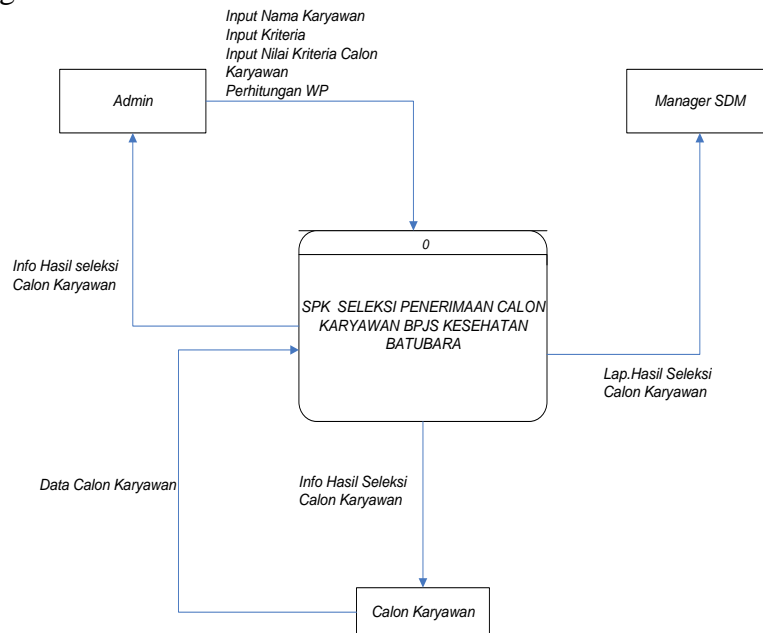 Input Nama Karyawan
Input Kriteria
Input Nilai Kriteria Calon
Karyawan
Perhitungan WP
Admin
Manager SDM
0
SPK SELEKSI PENERIMAAN CALON
KARYAWAN BPJS KESEHATAN
BATUBARA
Info Hasil seleksi
Calon Karyawan
Lap.Hasil Seleksi
Calon Karyawan
Data Calon Karyawan
Info Hasil Seleksi
Calon Karyawan
Calon Karyawan